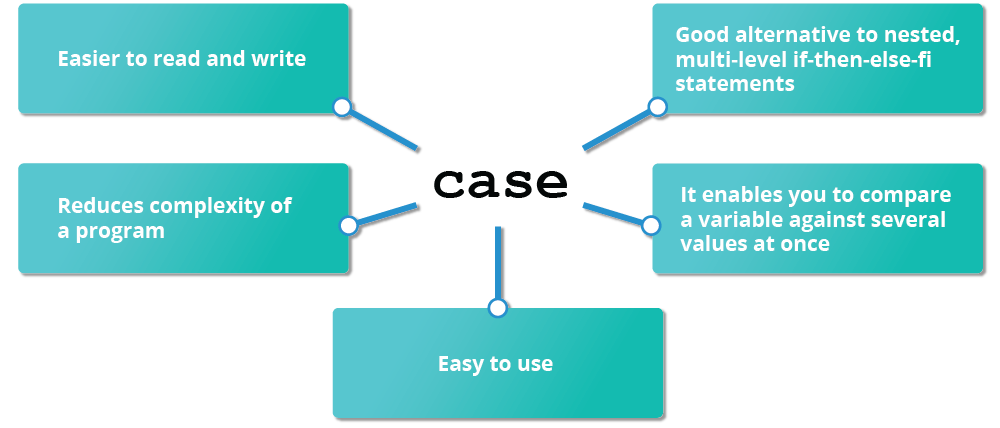 Easier to read and write
Good alternative to nested,
multi-level if-then-else-fi
statements
case
Reduces complexity of
a program
It enables you to compare
a variable against several
values at once
Easy to use